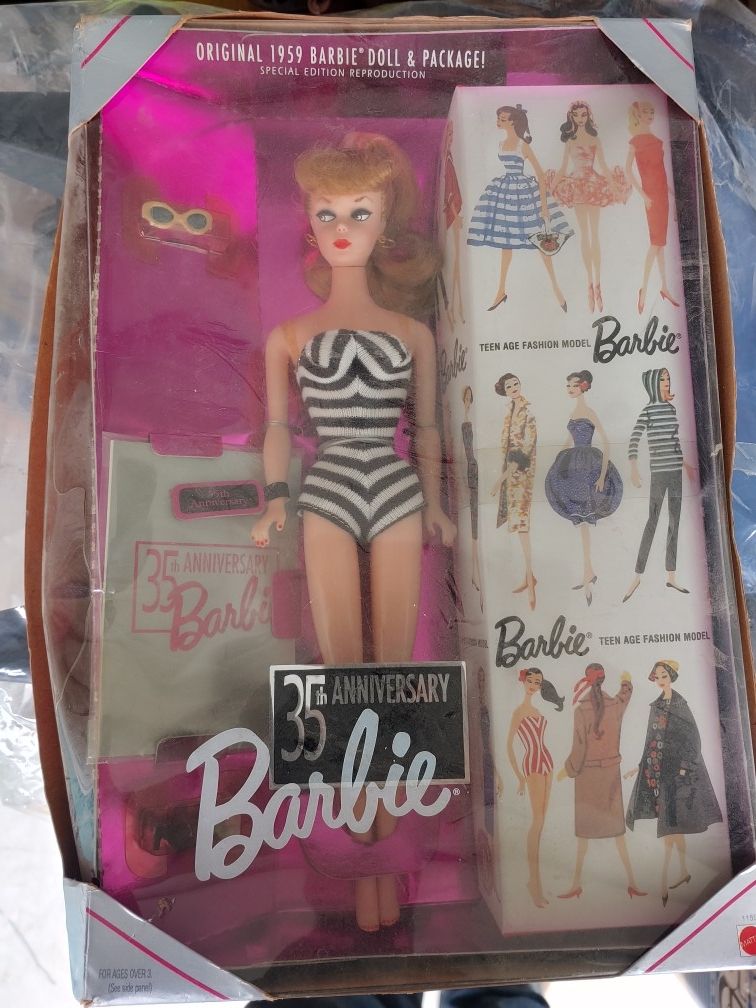 ORIGINAL 1959 BARBIE® DOLL & PACKAGE!
SPECIAL EDITION REPRODUCTION
TEEN AGE FASHION MODEL Barbie®
Barbie
35th
Anniversary
35th ANNIVERSARY
Barbi
Barbie® TEEN AGE FASHION MODEL
35th ANNIVERSARY
Barbie®
FOR AGES OVER 3
(See side panel)